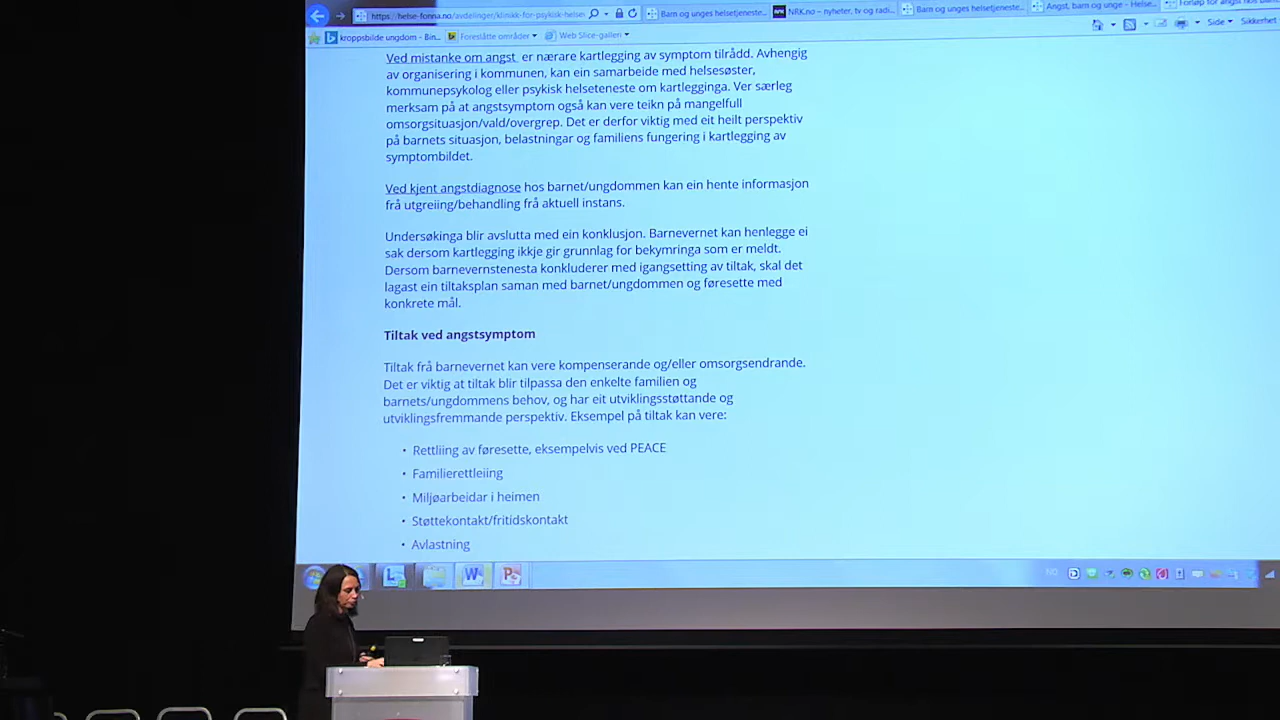 https://helse-fonna.no/avdelinger/klinikk-for-psykisk-helsev
Barn og unges helsetjeneste...
NRK.no – nyheter, tv og radi...
Barn og unges helsetjeneste...
Angst, barn og unge - Helse...
kroppsbilde ungdom - Bin...
Foreslåtte områder
Web Slice-galleri
Side
Sikkerhet
Ved mistanke om angst er nærare kartlegging av symptom tilrådd. Avhengig
av organisering i kommunen, kan ein samarbeide med helsesøster,
kommunepsykolog eller psykisk helseteneste om kartlegginga. Ver særleg
merksam på at angstsymptom også kan vere teikn på mangelfull
omsorgsituasjon/vald/overgrep. Det er derfor viktig med eit heilt perspektiv
på barnets situasjon, belastningar og familiens fungering i kartlegging av
symptombildet.
Ved kjent angstdiagnose hos barnet/ungdommen kan ein hente informasjon
frå utgreiing/behandling frå aktuell instans.
Undersøkinga blir avslutta med ein konklusjon. Barnevernet kan henlegge ei
sak dersom kartlegging ikkje gir grunnlag for bekymringa som er meldt.
Dersom barnevernstenesta konkluderer med igangsetting av tiltak, skal det
lagast ein tiltaksplan saman med barnet/ungdommen og føresette med
konkrete mål.
Tiltak ved angstsymptom
Tiltak frå barnevernet kan vere kompenserande og/eller omsorgsendrande.
Det er viktig at tiltak blir tilpassa den enkelte familien og
barnets/ungdommens behov, og har eit utviklingsstøttande og
utviklingsfremmande perspektiv. Eksempel på tiltak kan vere:
• Rettliing av føresette, eksempelvis ved PEACE
• Familierettleiing
• Miljøarbeidar i heimen
• Støttekontakt/fritidskontakt
• Avlastning
NO